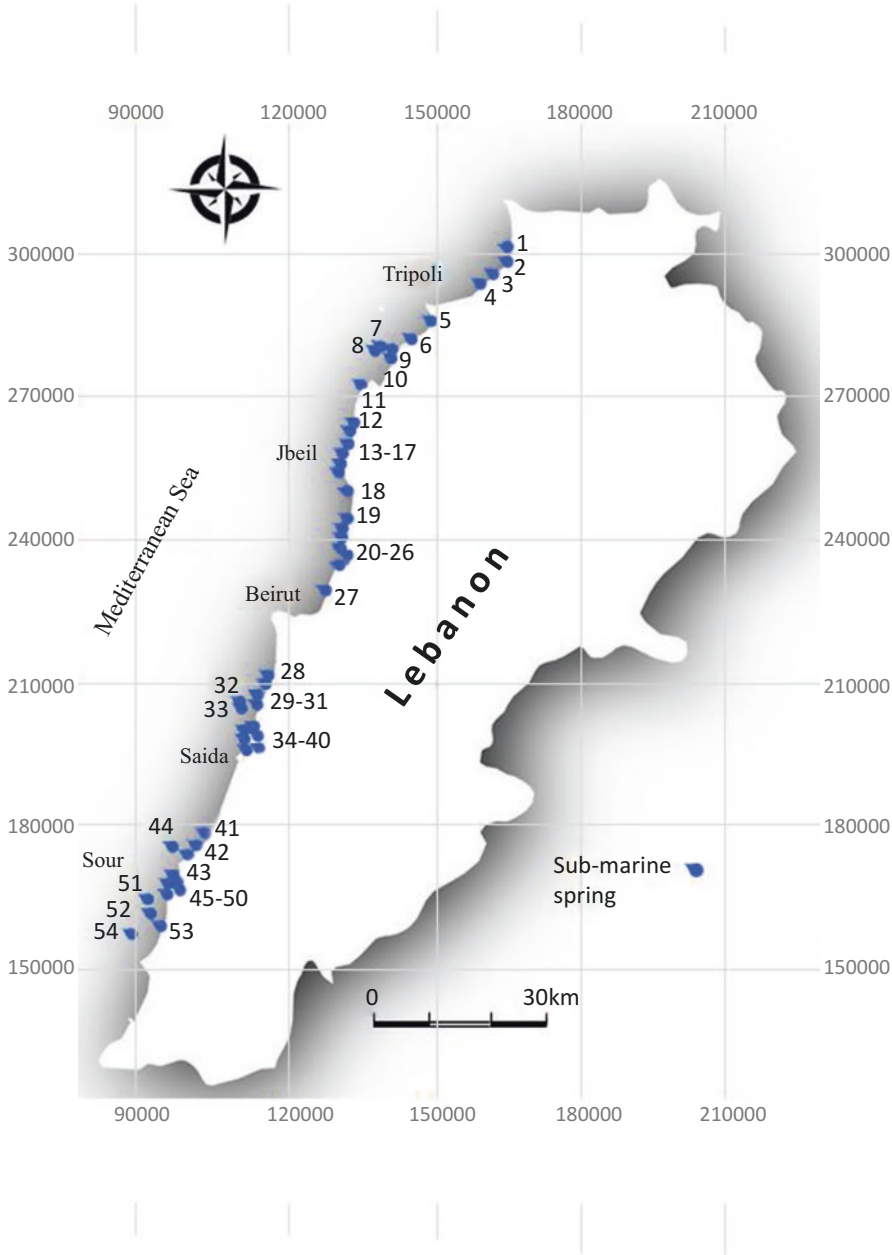 90000 120000 150000 180000 210000
300000 300000
1
2
Tripoli
3
4
5
7
6
8
9
10
270000 270000
11
12
Jbeil 13-17
18
19
Mediterranean Sea
240000 240000
20-26
Lebanon
Beirut 27
28
210000 210000
32
29-31
33
34-40
Saida
180000 180000
44 41
42
Sour
43
Sub-marine
spring
51
45-50
52
54 53
150000 150000
0 30km
90000 120000 150000 180000 210000